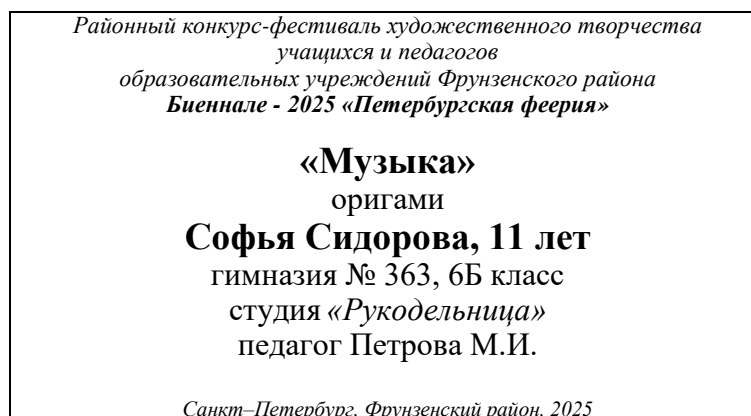 Районный конкурс-фестиваль художественного творчества
учащихся и педагогов
образовательных учреждений Фрунзенского района
Биеннале - 2025 «Петербургская феерия»
«Музыка»
оригами
Софья Сидорова, 11 лет
гимназия № 363, 6Б класс
студия «Рукодельница»
педагог Петрова М.И.
Санкт–Петербург, Фрунзенский район, 2025